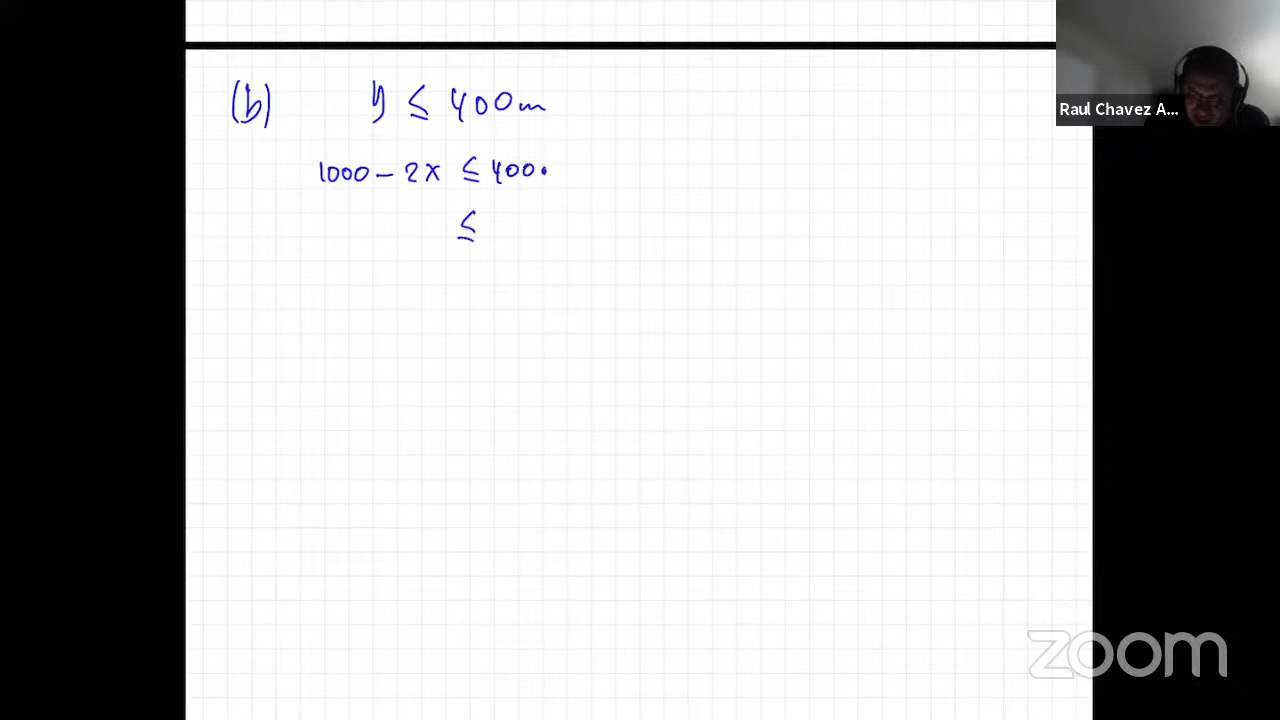 (b) y ≤ 400m
1000 - 2x ≤ 400.
≤
Raul Chavez A...
zoom